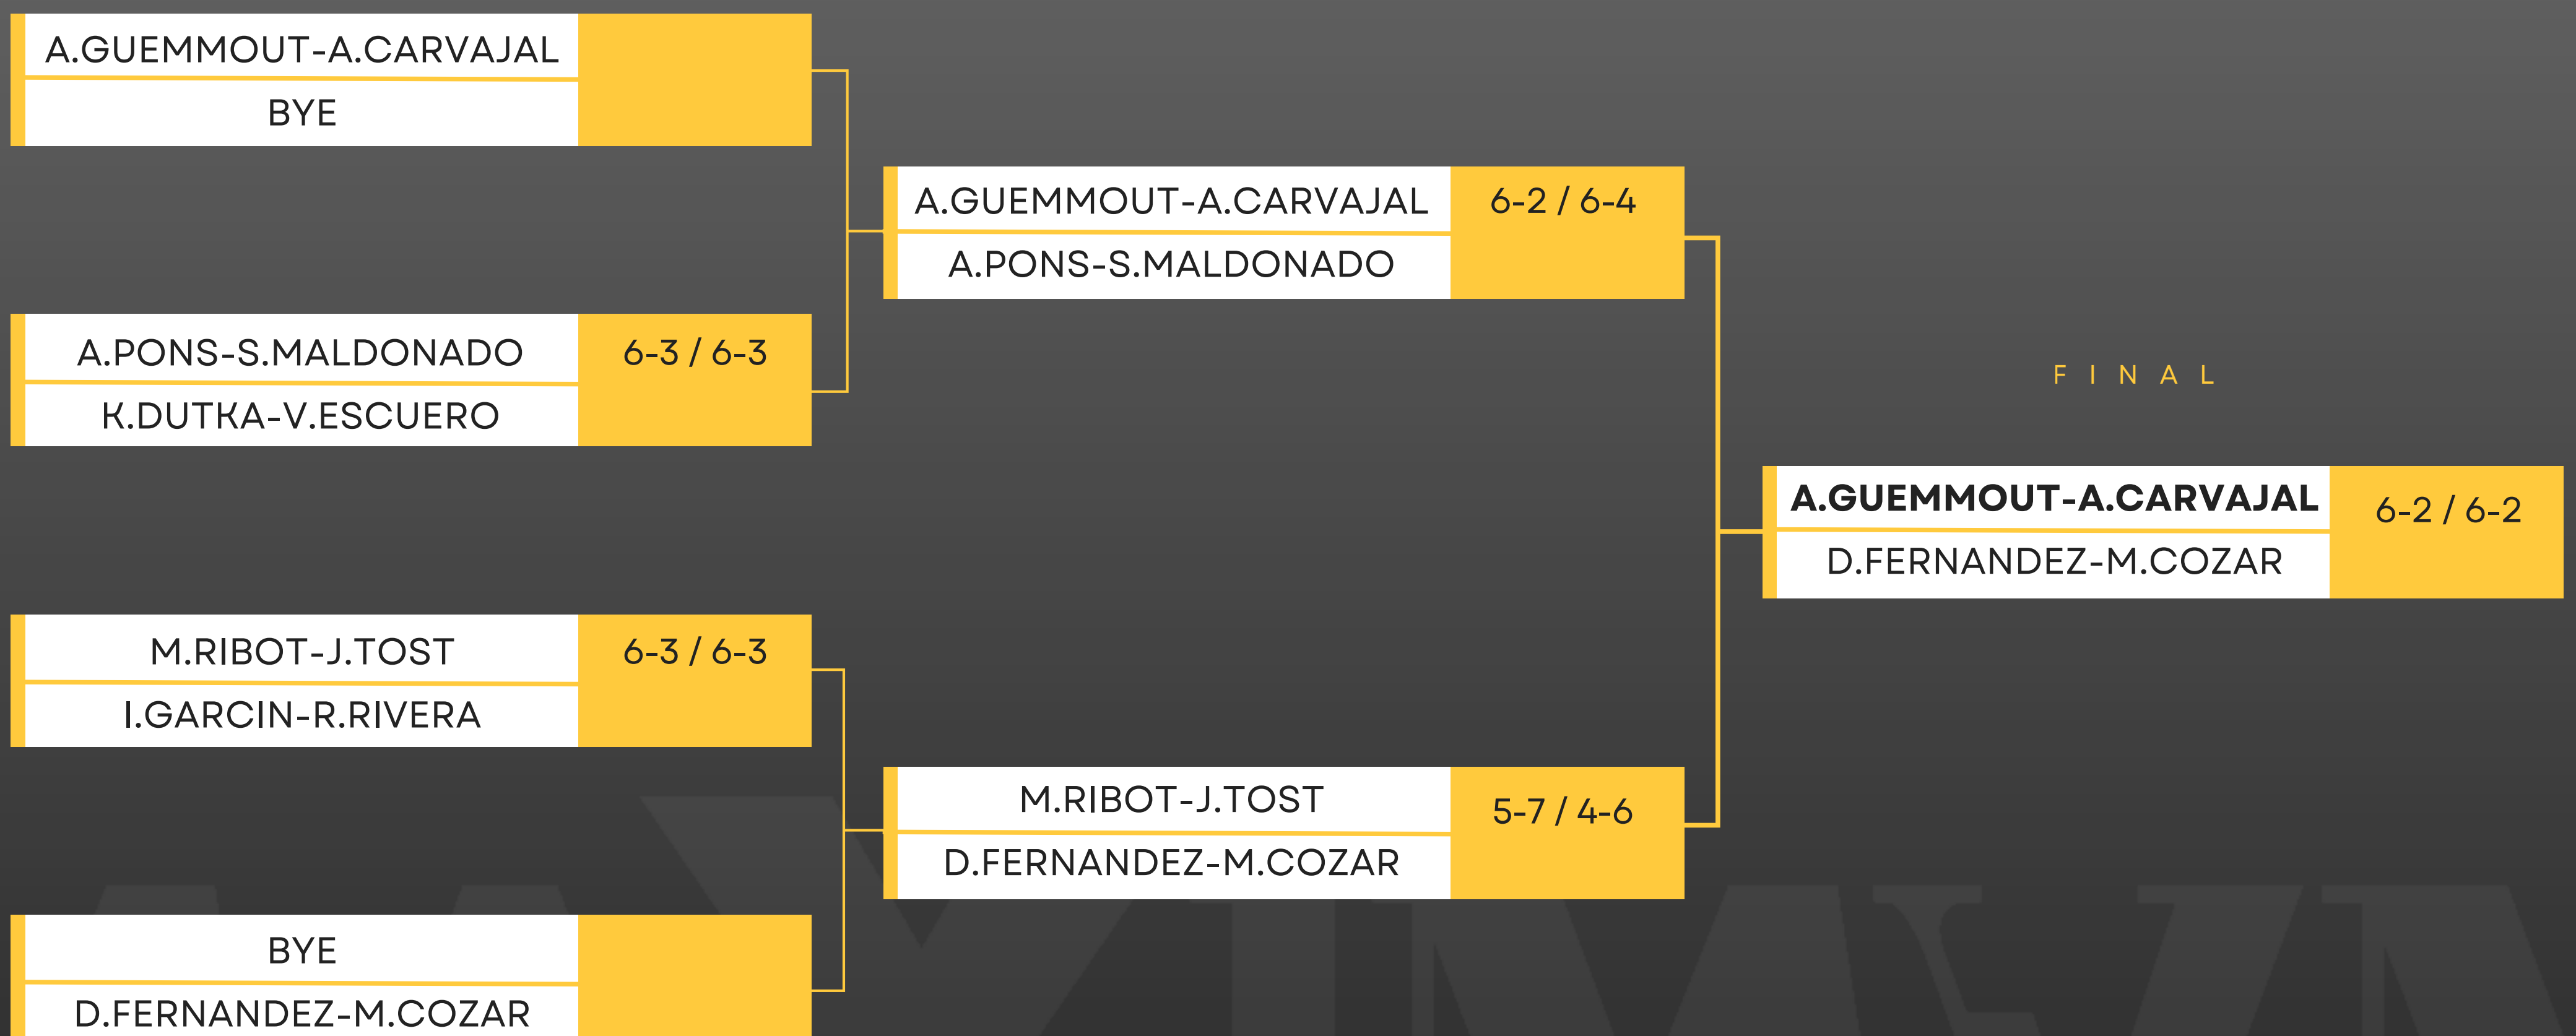 A.GUEMMOUT-A.CARVAJAL
BYE
A.PONS-S.MALDONADO
6-3 / 6-3
K.DUTKA-V.ESCUERO
M.RIBOT-J.TOST
6-3 / 6-3
I.GARCIN-R.RIVERA
BYE
D.FERNANDEZ-M.COZAR
A.GUEMMOUT-A.CARVAJAL
6-2 / 6-4
A.PONS-S.MALDONADO
M.RIBOT-J.TOST
5-7 / 4-6
D.FERNANDEZ-M.COZAR
FINAL
A.GUEMMOUT-A.CARVAJAL
6-2 / 6-2
D.FERNANDEZ-M.COZAR